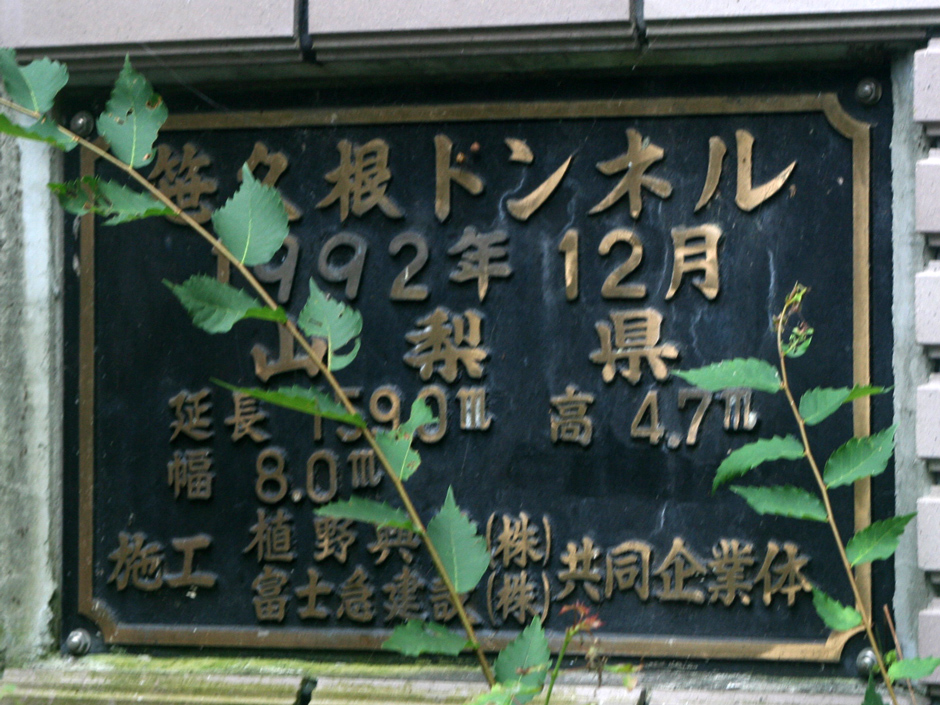 笹久根トンネル
1992年12月
山梨県
延長 1590m 高 4.7m
幅 8.0m
施工 植野興 (株) 共同企業体
富士急建設(株)